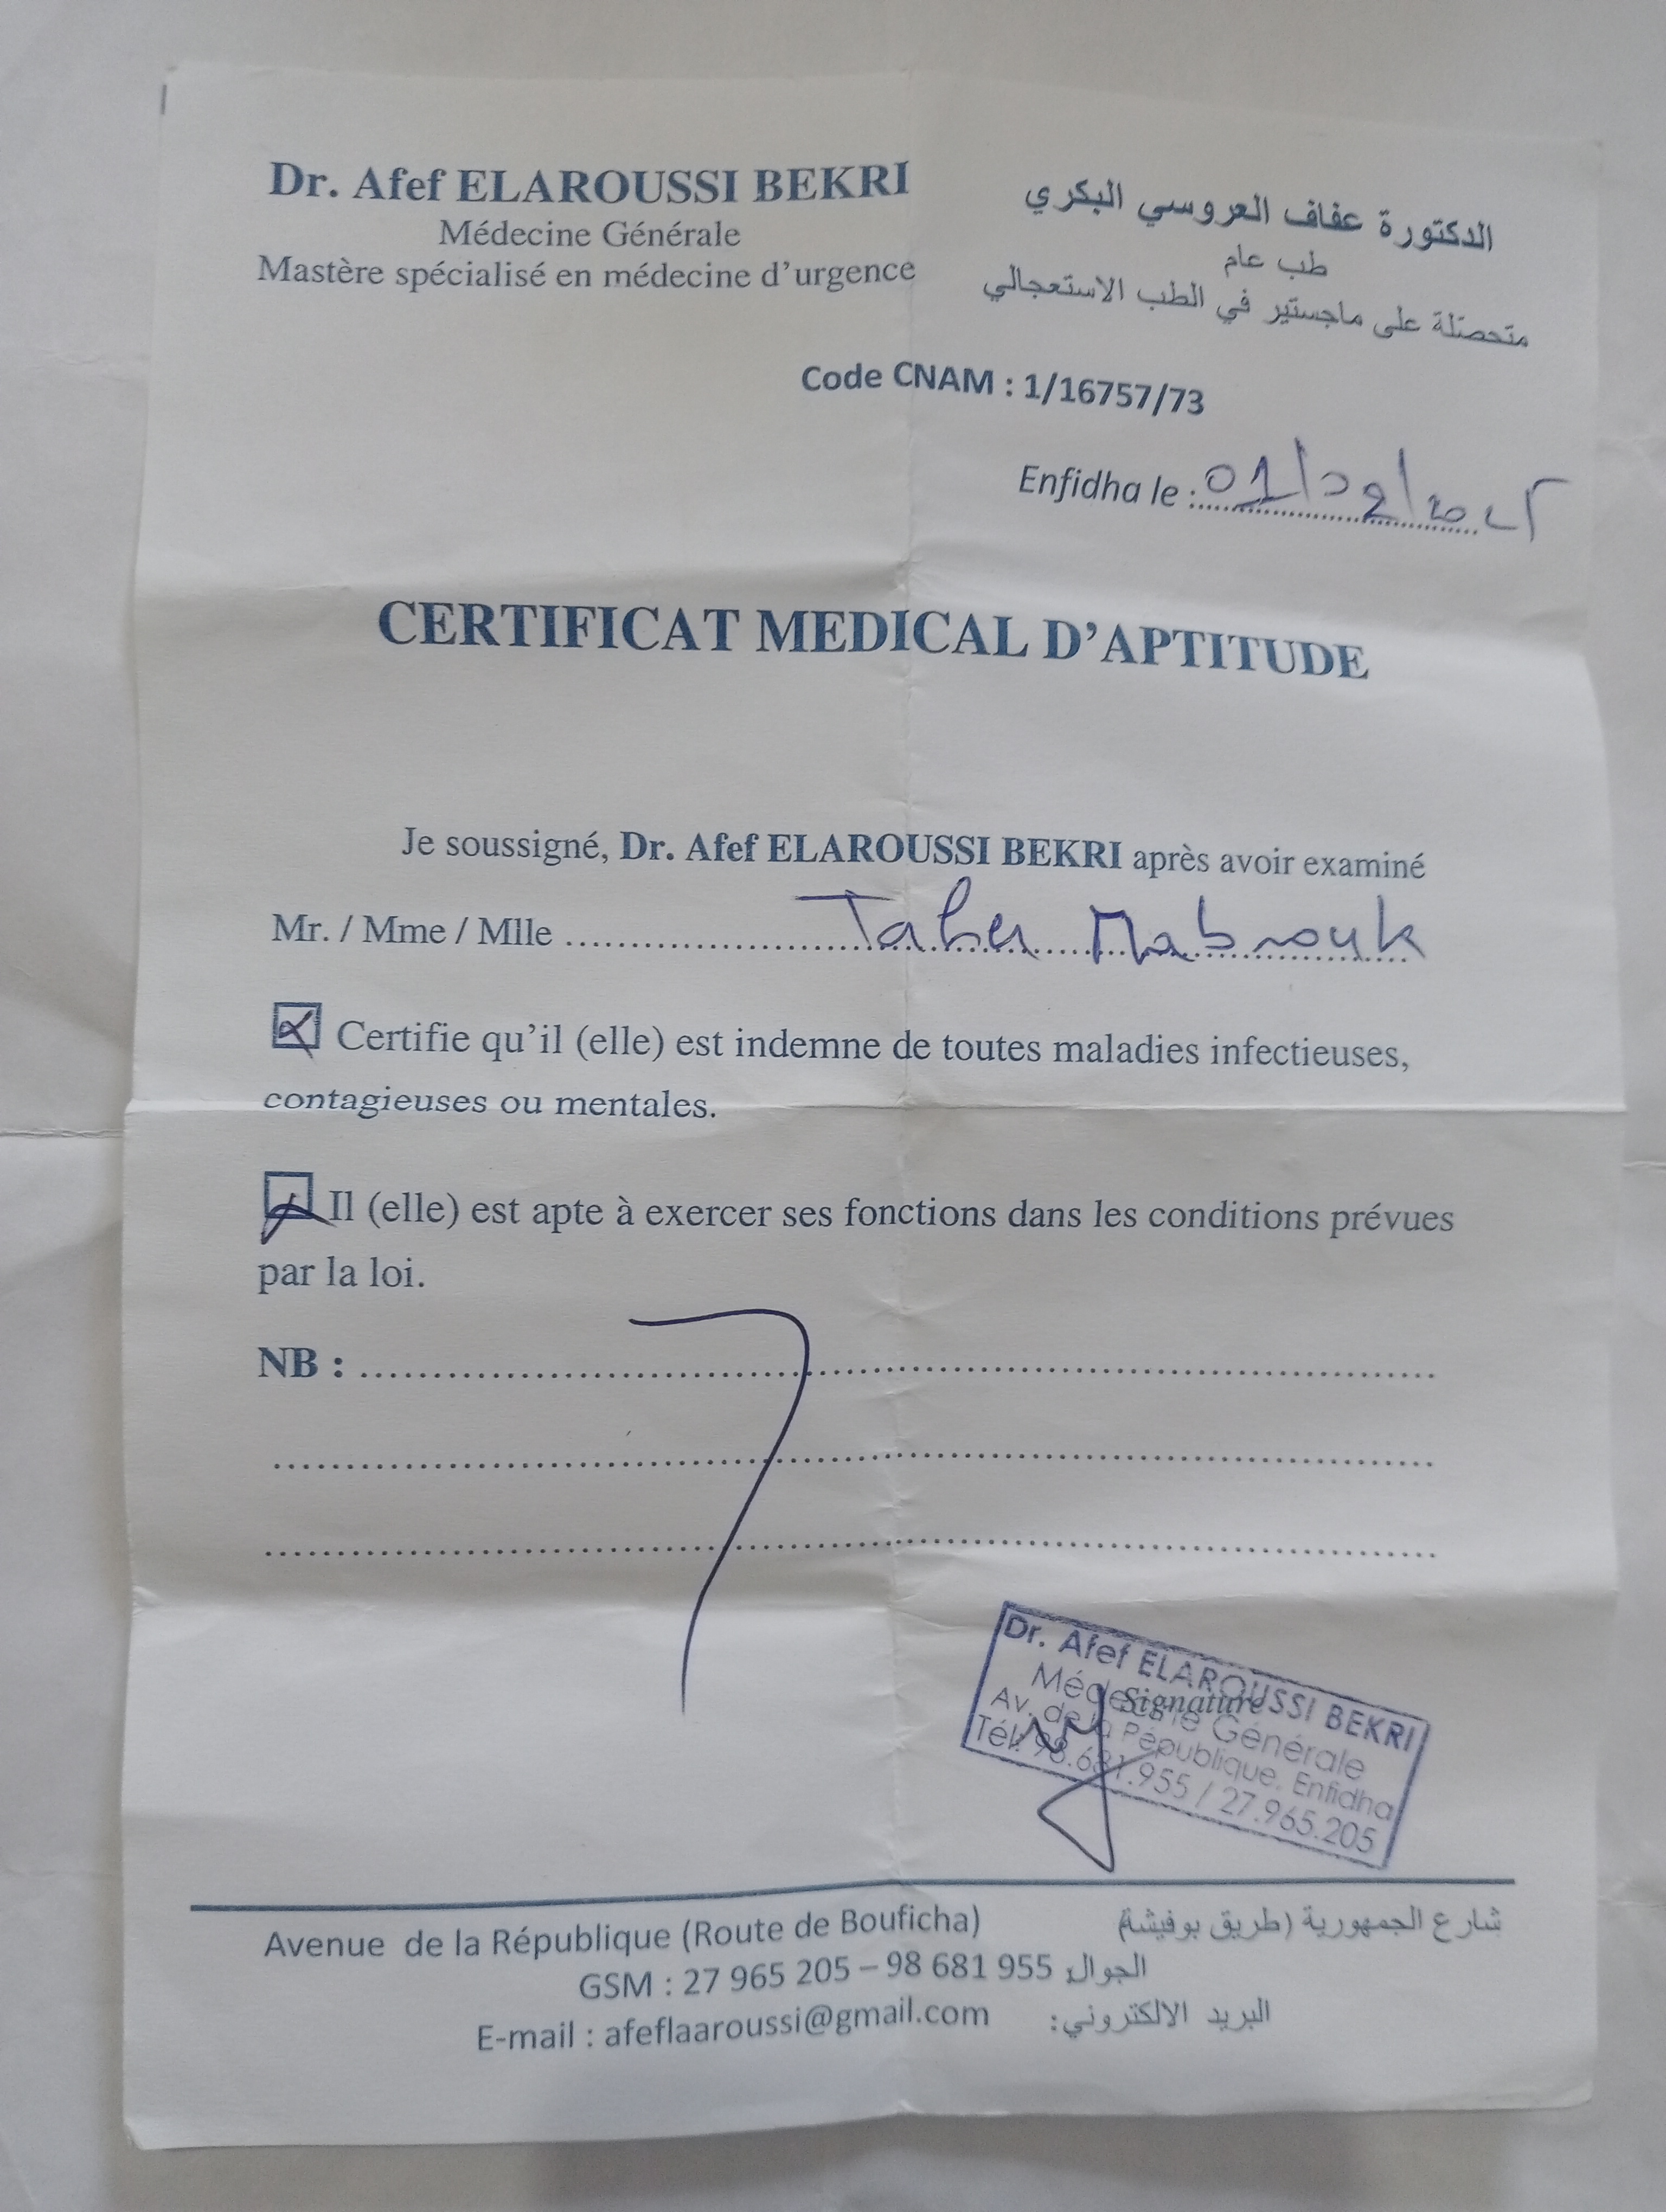 Dr. Afef ELAROUSSI BEKRI
Médecine Générale
Mastère spécialisé en médecine d'urgence
الدكتورة عفاف العروسي البكري
طب عام
متحصلة على ماجستير في الطب الاستعجالي
Code CNAM : 1/16757/73
Enfidha le : 01/02/2025
CERTIFICAT MEDICAL D'APTITUDE
Je soussigné, Dr. Afef ELAROUSSI BEKRI après avoir examiné
Mr. / Mme / Mlle Taher Mabrouk
Certifie qu'il (elle) est indemne de toutes maladies infectieuses,
contagieuses ou mentales.
Il (elle) est apte à exercer ses fonctions dans les conditions prévues
par la loi.
NB :
Signature
Dr. Afef ELAROUSSI BEKRI
Médecine Générale
Av. de la République, Enfidha
Tél: 98.681.955 / 27.965.205
Avenue de la République (Route de Bouficha) شارع الجمهورية (طريق بوفيشة)
GSM : 27 965 205 – 98 681 955 الجوال:
E-mail : afeflaaroussi@gmail.com البريد الالكتروني: